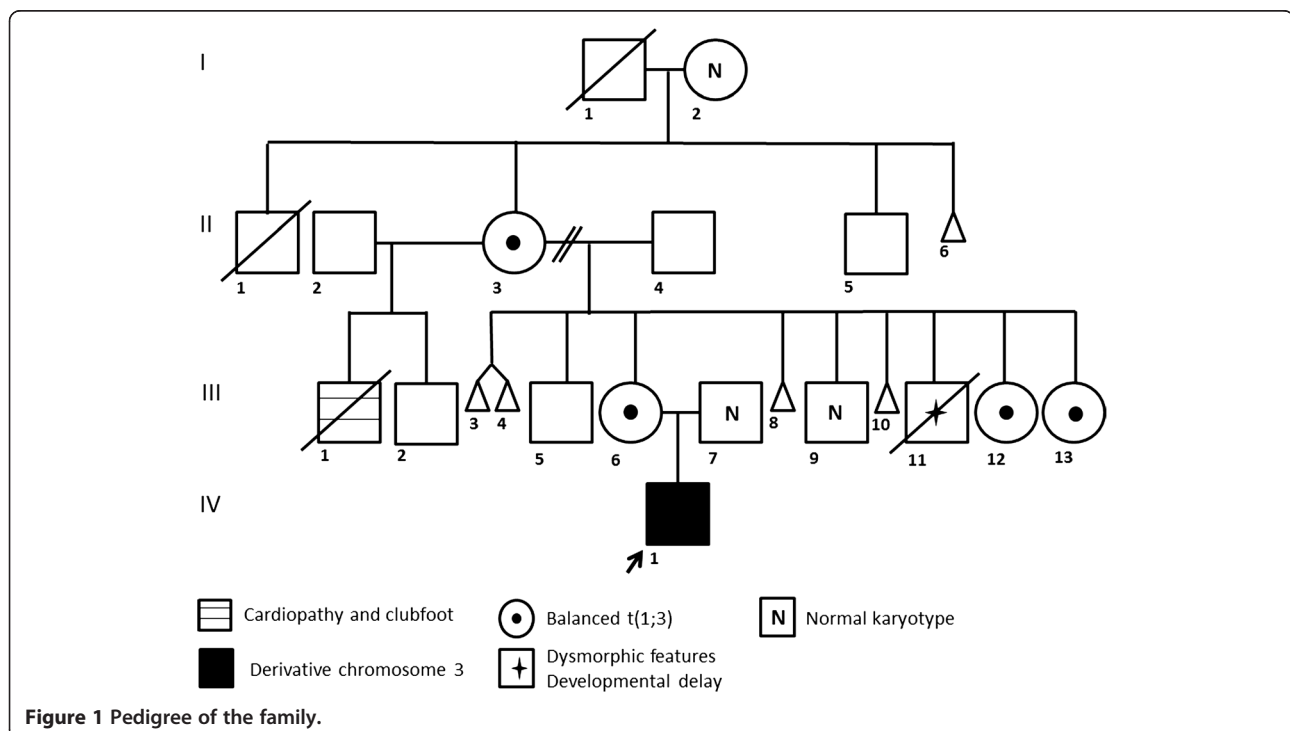 I
N
1 2
II
1 2 3 4 5 6
III
N N
1 2 3 4 5 6 7 8 9 10 11 12 13
IV
1
Cardiopathy and clubfoot
Balanced t(1;3)
N Normal karyotype
Derivative chromosome 3
Dysmorphic features
Developmental delay
Figure 1 Pedigree of the family.